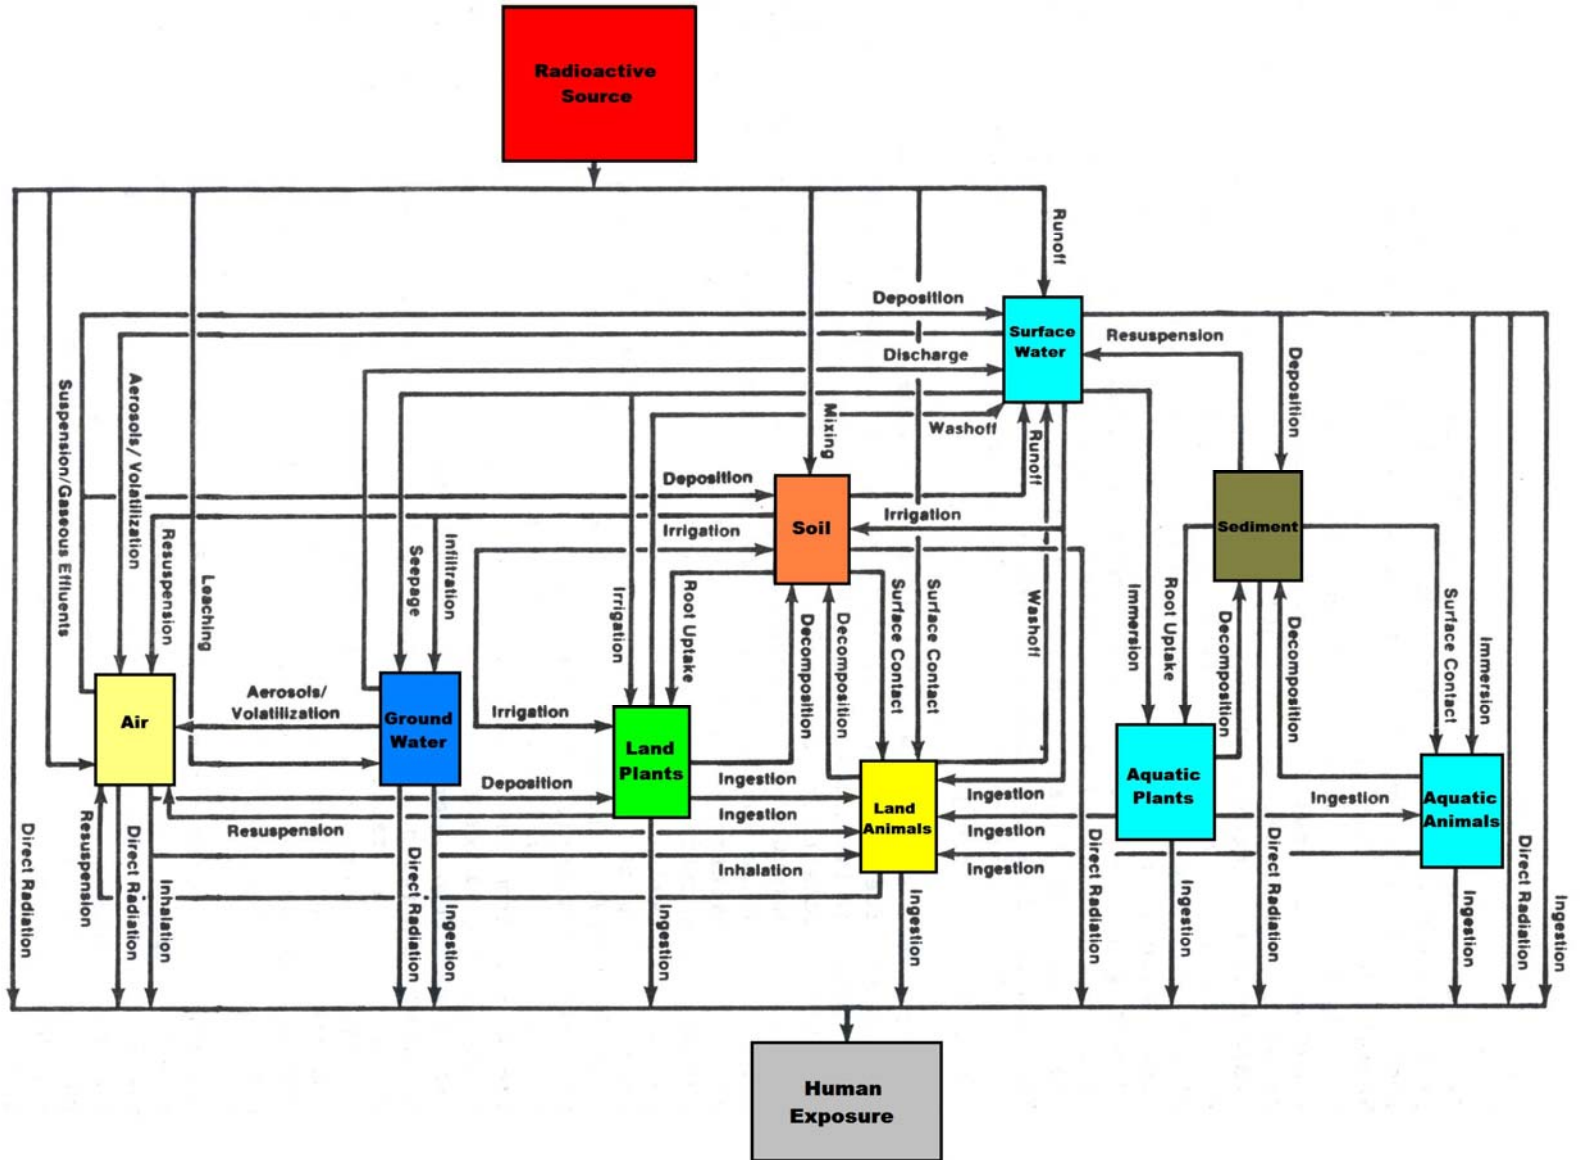 Radioactive
Source
Runoff
Deposition
Surface
Water
Resuspension
Discharge
Deposition
Suspension/Gaseous Effluents
Aerosols/Volatilization
Mixing
Washoff
Runoff
Deposition
Soil
Irrigation
Irrigation
Sediment
Resuspension
Leaching
Seepage
Infiltration
Irrigation
Root Uptake
Decomposition
Decomposition
Surface Contact
Surface Contact
Washoff
Immersion
Root Uptake
Decomposition
Decomposition
Surface Contact
Immersion
Air
Aerosols/
Volatilization
Ground
Water
Irrigation
Land
Plants
Aquatic
Plants
Deposition
Ingestion
Ingestion
Land
Animals
Ingestion
Ingestion
Aquatic
Animals
Ingestion
Resuspension
Ingestion
Inhalation
Ingestion
Direct Radiation
Resuspension
Direct Radiation
Inhalation
Direct Radiation
Ingestion
Ingestion
Ingestion
Direct Radiation
Ingestion
Direct Radiation
Ingestion
Direct Radiation
Ingestion
Human
Exposure